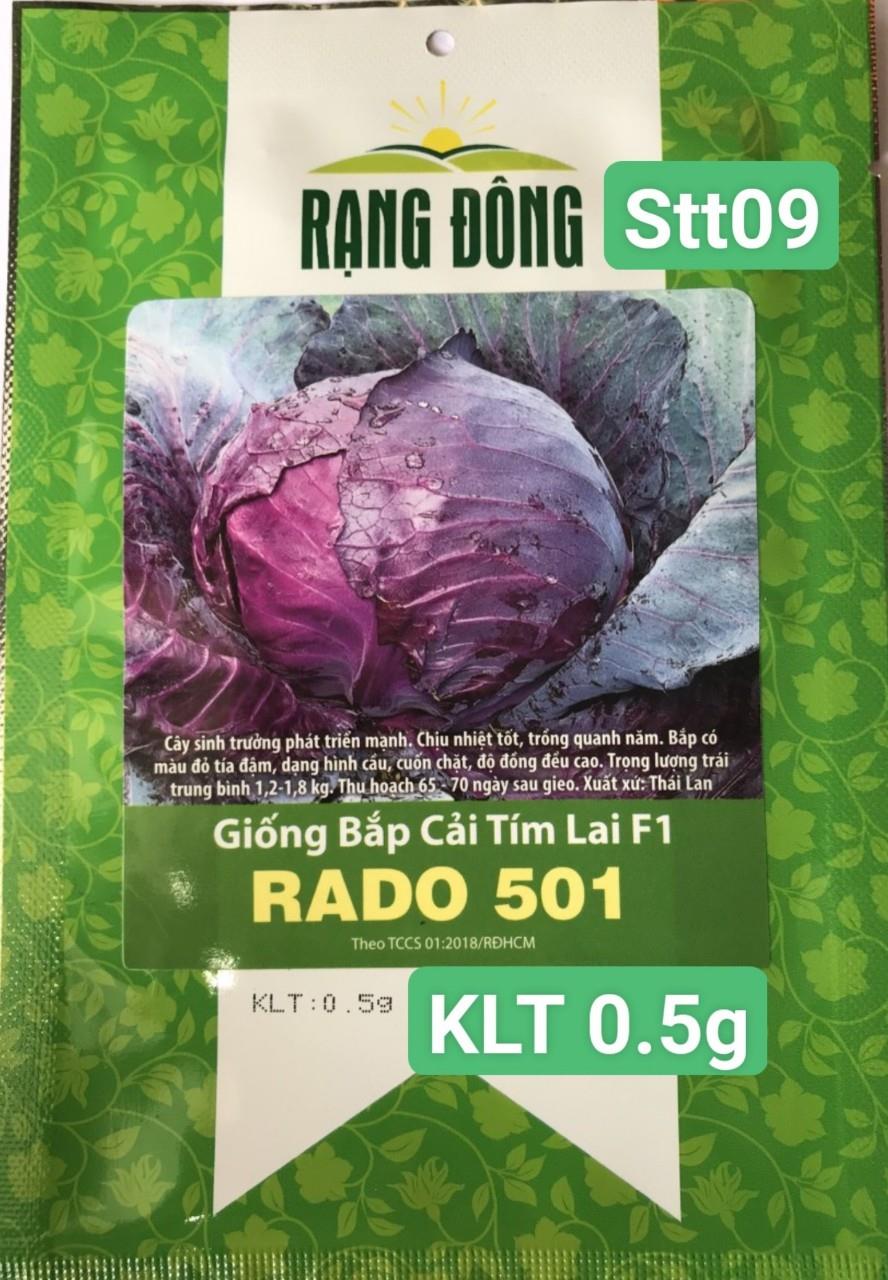 RẠNG ĐÔNG
Stt09
Cây sinh trưởng phát triển mạnh. Chịu nhiệt tốt, trồng quanh năm. Bắp có
màu đỏ tía đậm, dạng hình cầu, cuốn chặt, độ đồng đều cao. Trọng lượng trái
trung bình 1,2-1,8 kg. Thu hoạch 65 - 70 ngày sau gieo. Xuất xứ: Thái Lan
Giống Bắp Cải Tím Lai F1
RADO 501
Theo TCCS 01:2018/RĐHCM
KLT:0.5g
KLT 0.5g